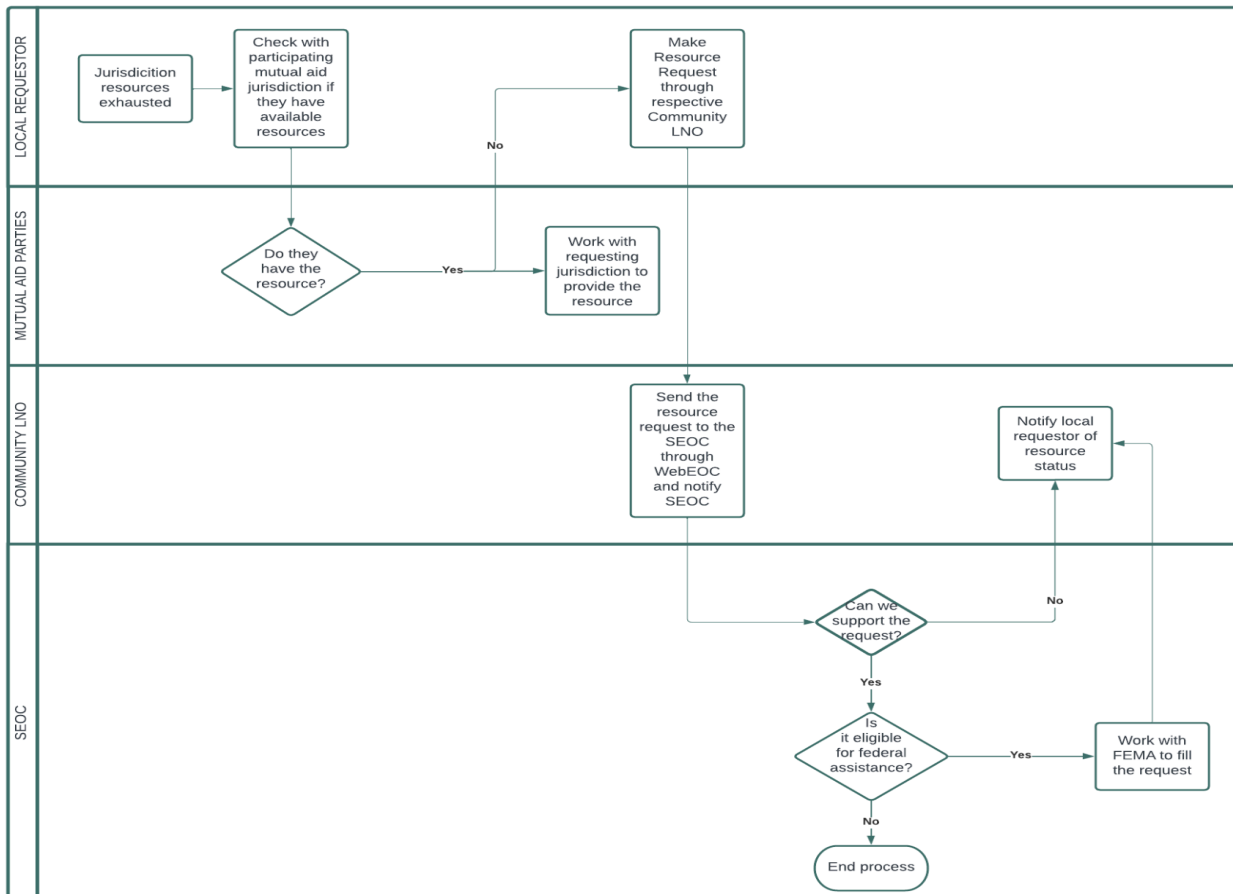 LOCAL REQUESTOR
Jurisdicition
resources
exhausted
Check with
participating
mutual aid
jurisdiction if
they have
available
resources
Make
Resource
Request
through
respective
Community
LNO
No
MUTUAL AID PARTIES
Do they
have the
resource?
Yes
Work with
requesting
jurisdiction to
provide the
resource
COMMUNITY LNO
Send the
resource
request to the
SEOC
through
WebEOC
and notify
SEOC
Notify local
requestor of
resource
status
SEOC
Can we
support the
request?
No
Yes
Is
it eligible
for federal
assistance?
Yes
Work with
FEMA to fill
the request
No
End process